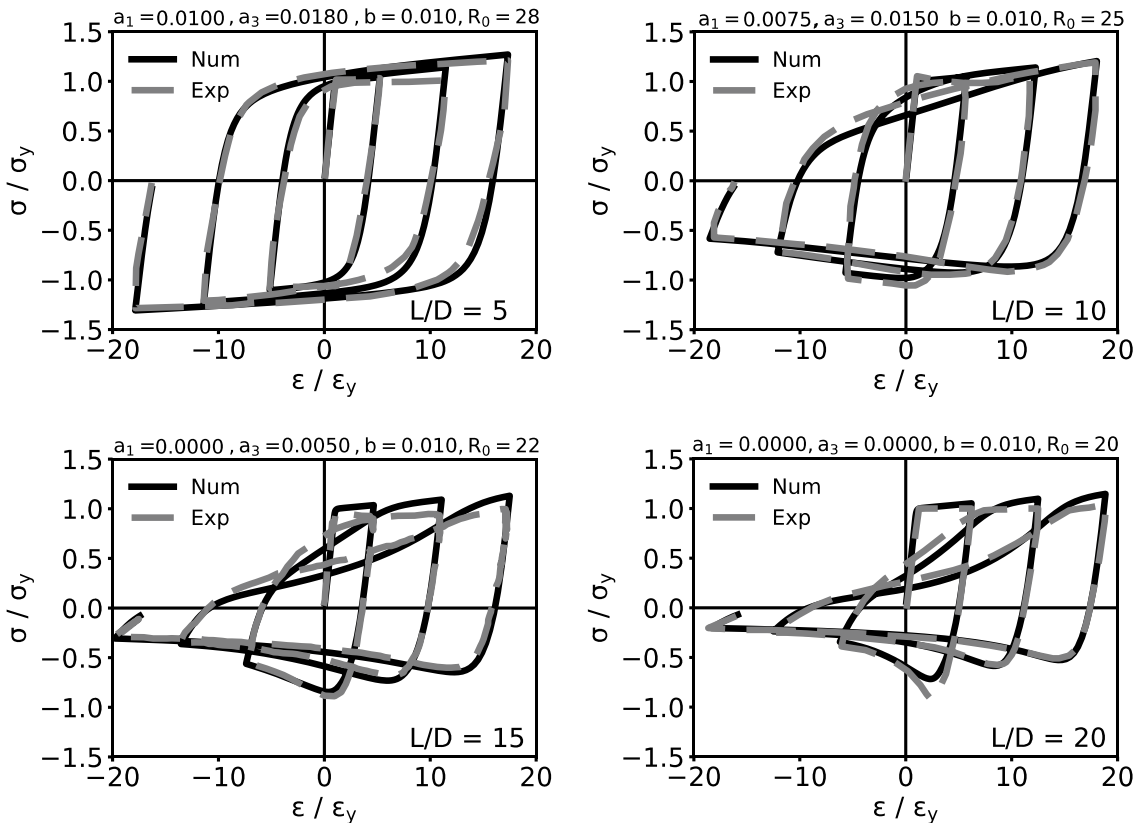 a₁ =0.0100 , a₃ =0.0180 , b = 0.010, R₀ = 28
1.5
1.0
0.5
0.0
−0.5
−1.0
−1.5
σ / σy
Num
Exp
L/D = 5
−20 −10 0 10 20
ε / εy
a₁ =0.0075, a₃ =0.0150 b = 0.010, R₀ = 25
1.5
1.0
0.5
0.0
−0.5
−1.0
−1.5
σ / σy
Num
Exp
L/D = 10
−20 −10 0 10 20
ε / εy
a₁ =0.0000 , a₃ =0.0050 , b = 0.010, R₀ = 22
1.5
1.0
0.5
0.0
−0.5
−1.0
−1.5
σ / σy
Num
Exp
L/D = 15
−20 −10 0 10 20
ε / εy
a₁ =0.0000, a₃ =0.0000, b = 0.010, R₀ = 20
1.5
1.0
0.5
0.0
−0.5
−1.0
−1.5
σ / σy
Num
Exp
L/D = 20
−20 −10 0 10 20
ε / εy